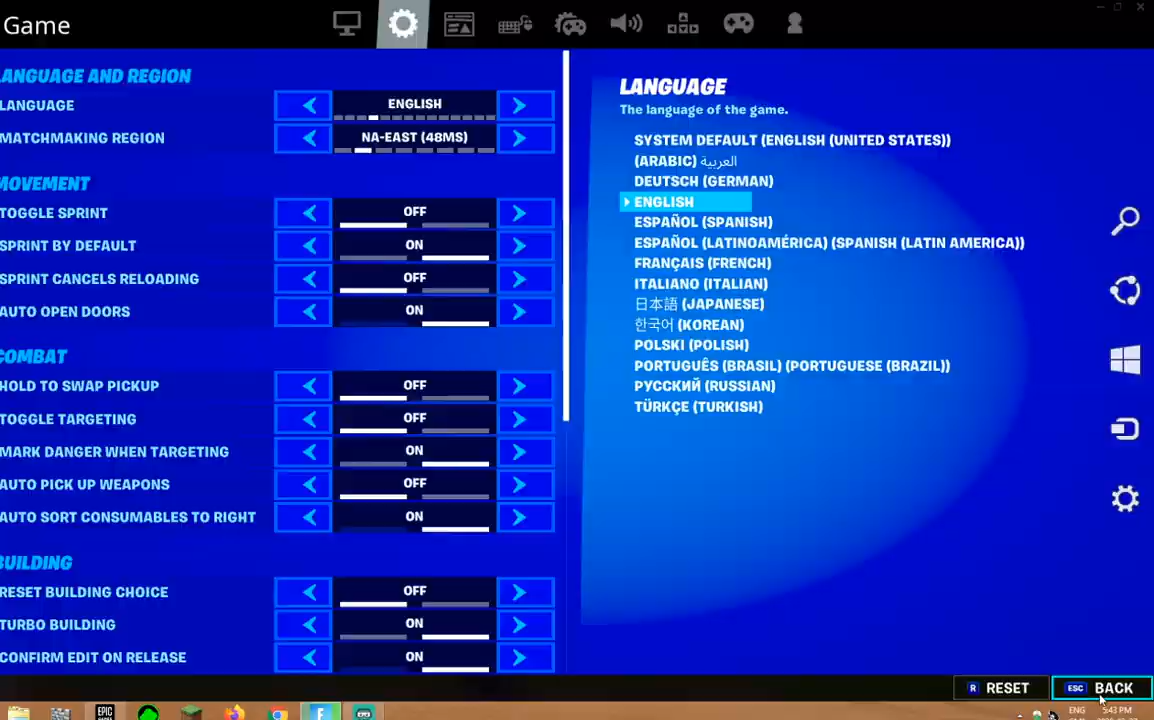 Game
LANGUAGE AND REGION
LANGUAGE
ENGLISH
MATCHMAKING REGION
NA-EAST (48MS)
MOVEMENT
TOGGLE SPRINT
OFF
SPRINT BY DEFAULT
ON
SPRINT CANCELS RELOADING
OFF
AUTO OPEN DOORS
ON
COMBAT
HOLD TO SWAP PICKUP
OFF
TOGGLE TARGETING
OFF
MARK DANGER WHEN TARGETING
ON
AUTO PICK UP WEAPONS
OFF
AUTO SORT CONSUMABLES TO RIGHT
ON
BUILDING
RESET BUILDING CHOICE
OFF
TURBO BUILDING
ON
CONFIRM EDIT ON RELEASE
ON
LANGUAGE
The language of the game.
SYSTEM DEFAULT (ENGLISH (UNITED STATES))
(ARABIC) العربية
DEUTSCH (GERMAN)
ENGLISH
ESPAÑOL (SPANISH)
ESPAÑOL (LATINOAMÉRICA) (SPANISH (LATIN AMERICA))
FRANÇAIS (FRENCH)
ITALIANO (ITALIAN)
日本語 (JAPANESE)
한국어 (KOREAN)
POLSKI (POLISH)
PORTUGUÊS (BRASIL) (PORTUGUESE (BRAZIL))
РУССКИЙ (RUSSIAN)
TÜRKÇE (TURKISH)
R RESET
ESC BACK
EPIC
ENG
5:43 PM